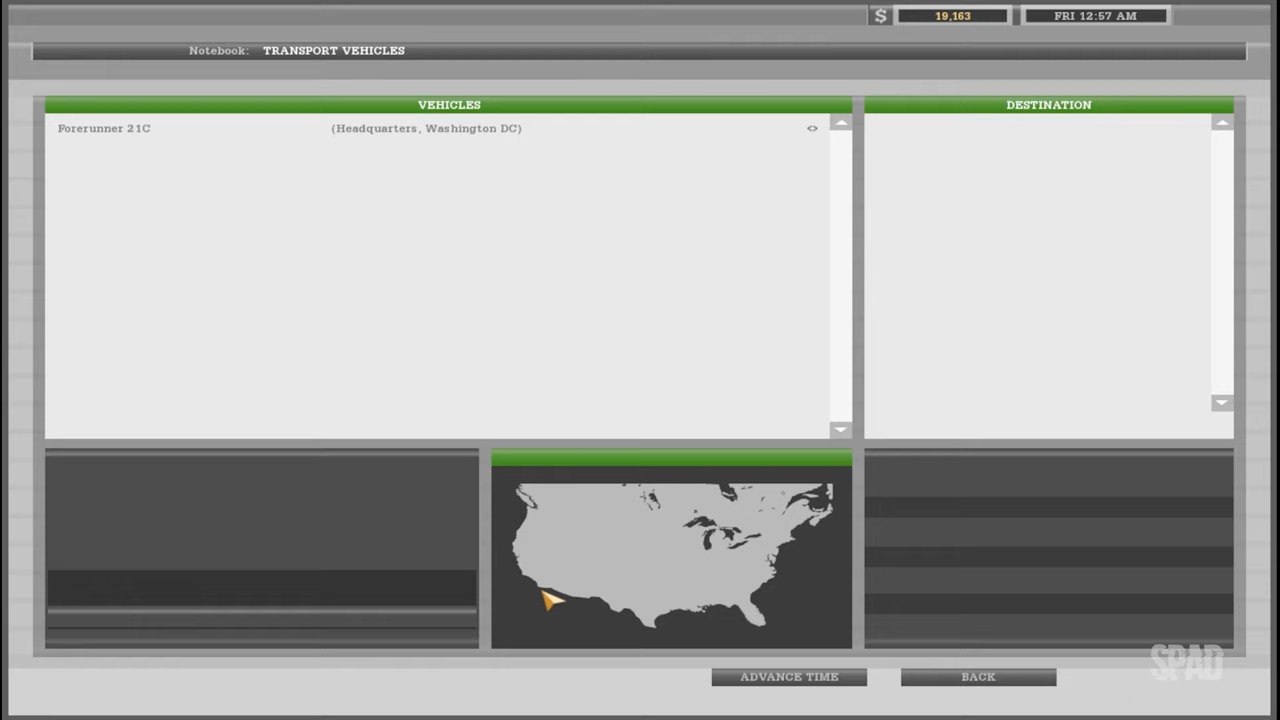 $ 19,163 FRI 12:57 AM
Notebook: TRANSPORT VEHICLES
VEHICLES DESTINATION
Forerunner 21C (Headquarters, Washington DC) <>
SPAD
ADVANCE TIME BACK